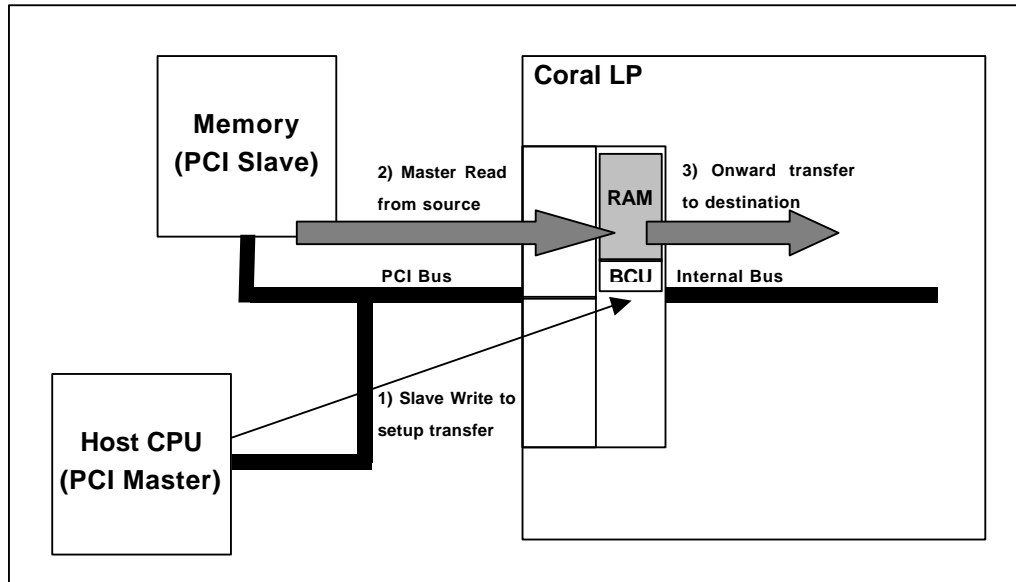 Coral LP
Memory
(PCI Slave)
2) Master Read
from source
RAM
3) Onward transfer
to destination
PCI Bus
BCU
Internal Bus
1) Slave Write to
setup transfer
Host CPU
(PCI Master)